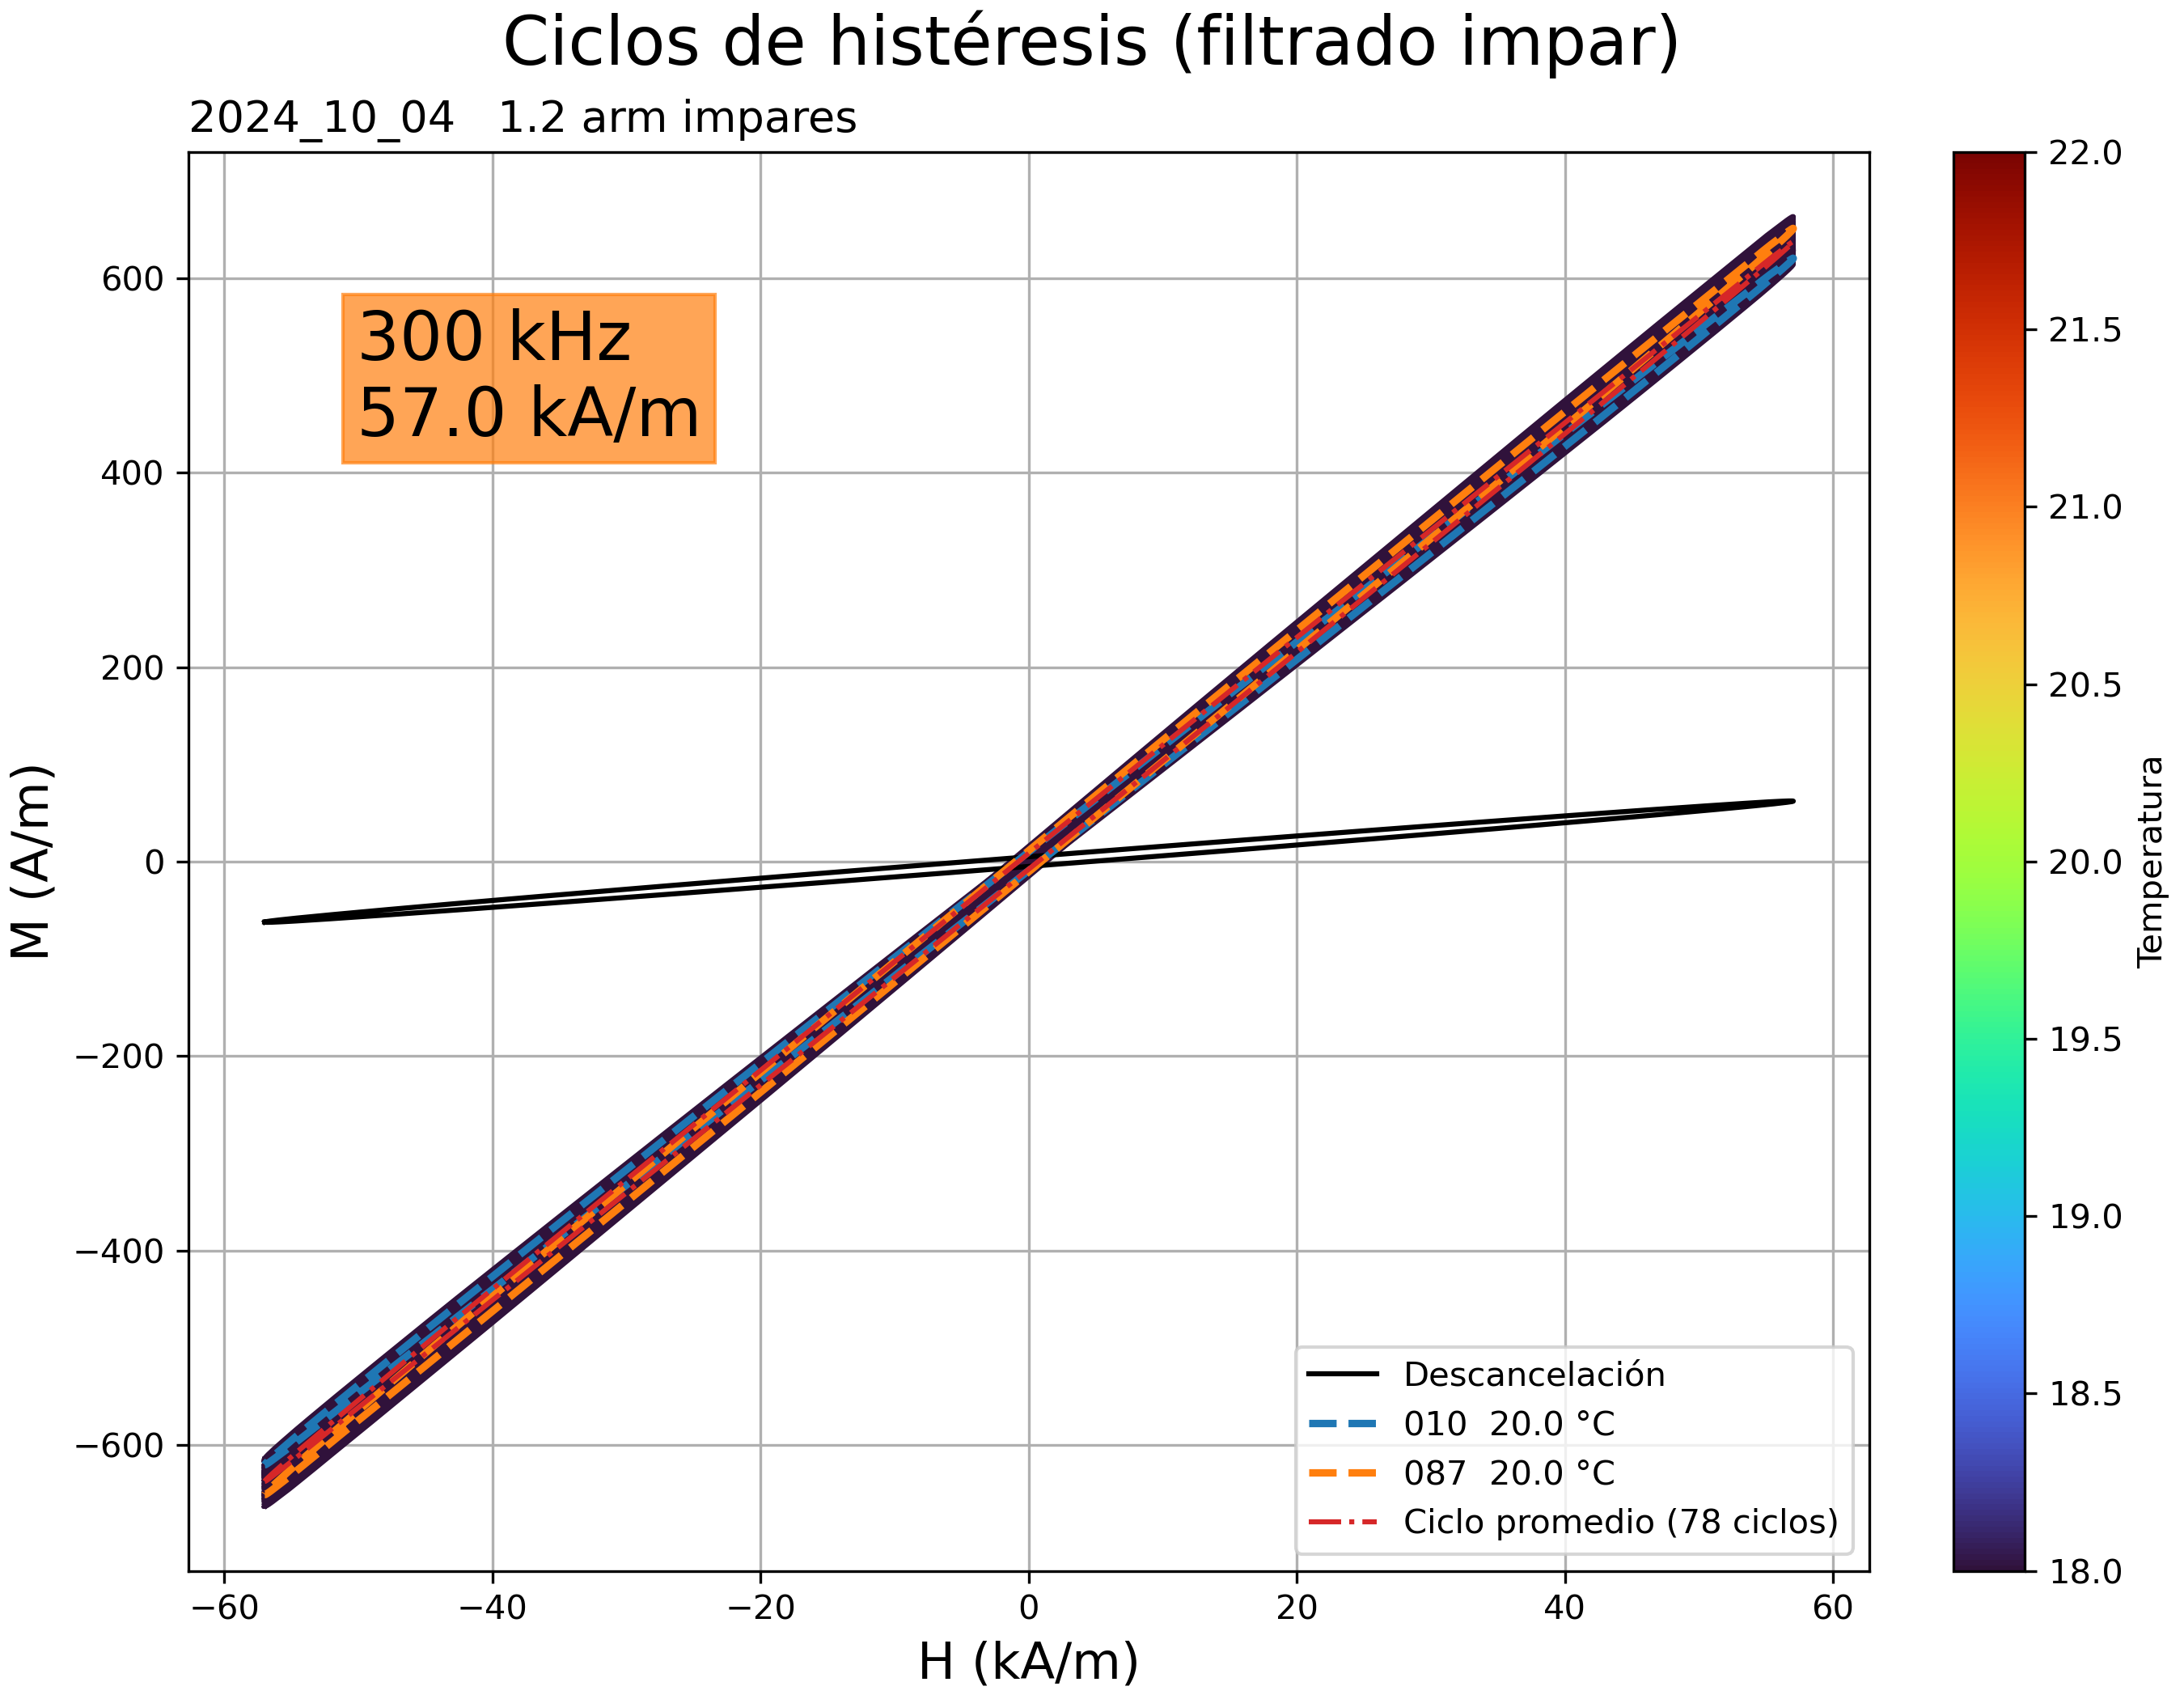 Ciclos de histéresis (filtrado impar)
2024_10_04   1.2 arm impares
300 kHz
57.0 kA/m
M (A/m)
600
400
200
0
−200
−400
−600
−60
−40
−20
0
20
40
60
H (kA/m)
Descancelación
010  20.0 °C
087  20.0 °C
Ciclo promedio (78 ciclos)
22.0
21.5
21.0
20.5
20.0
19.5
19.0
18.5
18.0
Temperatura